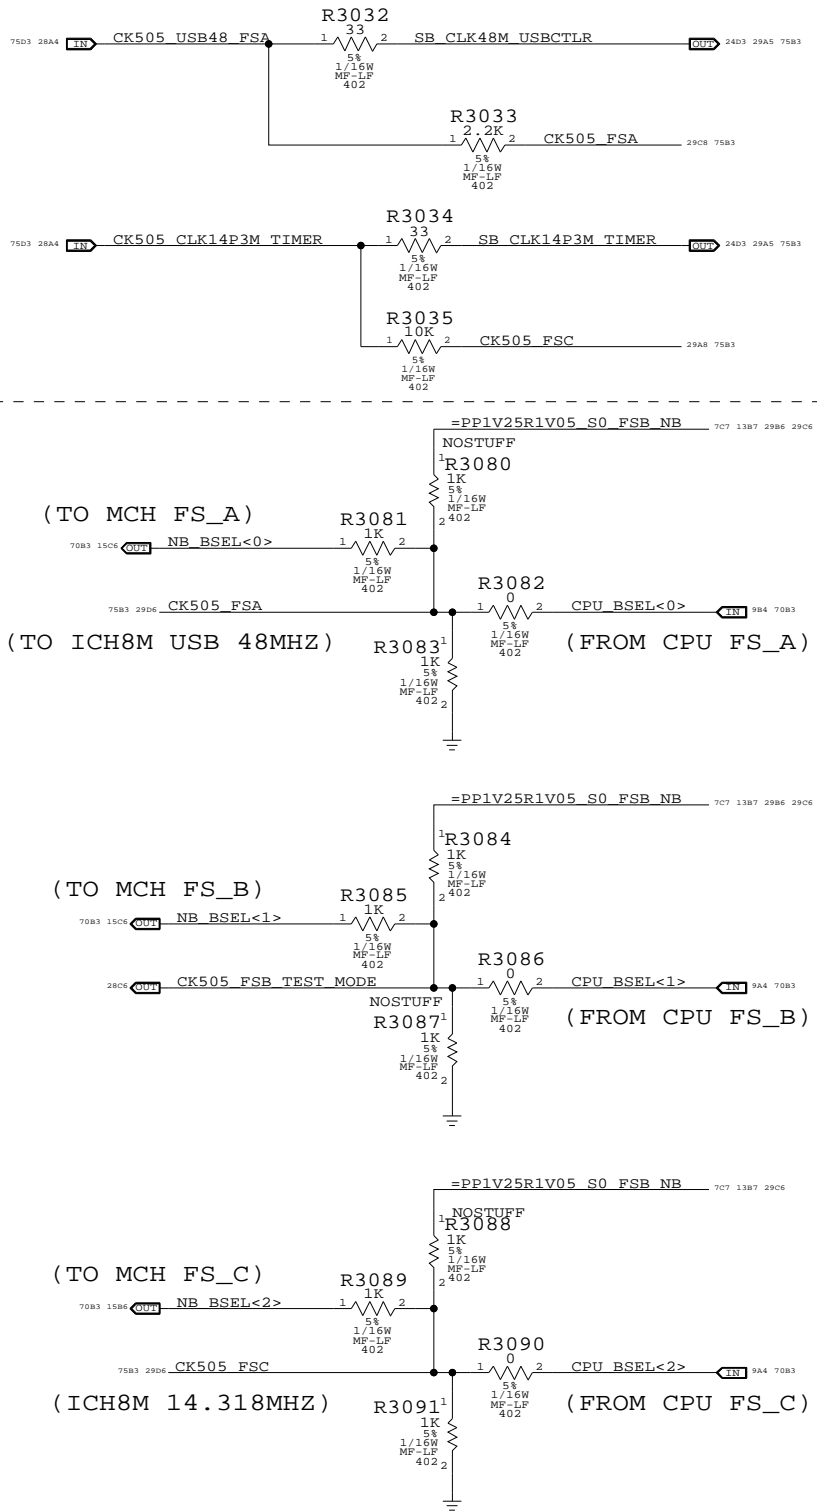 R3032
75D3 28A4 IN CK505_USB48_FSA 1 33 2 SB_CLK48M_USBCTLR OUT 24D3 29A5 75B3
5%
1/16W
MF-LF
402
R3033
1 2.2K 2 CK505_FSA 29C8 75B3
5%
1/16W
MF-LF
402
R3034
75D3 28A4 IN CK505_CLK14P3M_TIMER 1 33 2 SB_CLK14P3M_TIMER OUT 24D3 29A5 75B3
5%
1/16W
MF-LF
402
R3035
1 10K 2 CK505_FSC 29A8 75B3
5%
1/16W
MF-LF
402
=PP1V25R1V05_S0_FSB_NB 7C7 13B7 29B6 29C6
NOSTUFF
1 R3080
1K
5%
1/16W
MF-LF
2 402
(TO MCH FS_A)
R3081
70B3 15C6 OUT NB_BSEL<0> 1 1K 2
5%
1/16W
MF-LF
402
R3082
75B3 29D6 CK505_FSA 1 0 2 CPU_BSEL<0> IN 9B4 70B3
5%
1/16W
MF-LF
402
(TO ICH8M USB 48MHZ)
(FROM CPU FS_A)
R3083 1
1K
5%
1/16W
MF-LF
402 2
=PP1V25R1V05_S0_FSB_NB 7C7 13B7 29B6 29C6
1 R3084
1K
5%
1/16W
MF-LF
2 402
(TO MCH FS_B)
R3085
70B3 15C6 OUT NB_BSEL<1> 1 1K 2
5%
1/16W
MF-LF
402
R3086
28C6 OUT CK505_FSB_TEST_MODE 1 0 2 CPU_BSEL<1> IN 9A4 70B3
5%
1/16W
MF-LF
402
NOSTUFF
(FROM CPU FS_B)
R3087 1
1K
5%
1/16W
MF-LF
402 2
=PP1V25R1V05_S0_FSB_NB 7C7 13B7 29C6
NOSTUFF
1 R3088
1K
5%
1/16W
MF-LF
2 402
(TO MCH FS_C)
R3089
70B3 15B6 OUT NB_BSEL<2> 1 1K 2
5%
1/16W
MF-LF
402
R3090
75B3 29D6 CK505_FSC 1 0 2 CPU_BSEL<2> IN 9A4 70B3
5%
1/16W
MF-LF
402
(ICH8M 14.318MHZ)
(FROM CPU FS_C)
R3091 1
1K
5%
1/16W
MF-LF
402 2